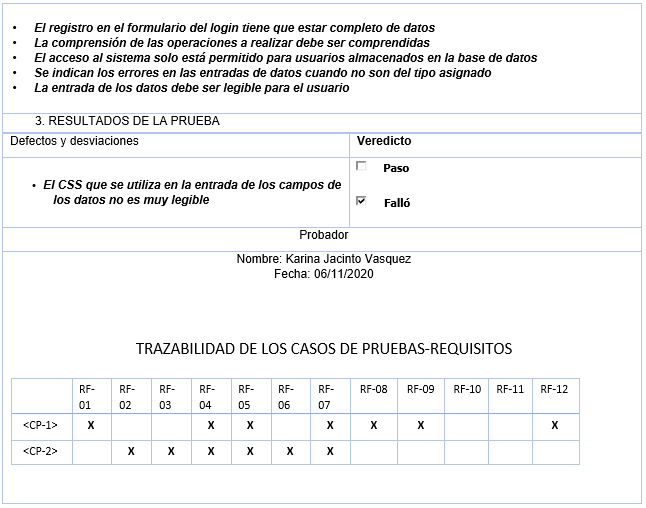 • El registro en el formulario del login tiene que estar completo de datos
• La comprensión de las operaciones a realizar debe ser comprendidas
• El acceso al sistema solo está permitido para usuarios almacenados en la base de datos
• Se indican los errores en las entradas de datos cuando no son del tipo asignado
• La entrada de los datos debe ser legible para el usuario
3. RESULTADOS DE LA PRUEBA
Defectos y desviaciones Veredicto
• El CSS que se utiliza en la entrada de los campos de
los datos no es muy legible
Paso
Falló
Probador
Nombre: Karina Jacinto Vasquez
Fecha: 06/11/2020
TRAZABILIDAD DE LOS CASOS DE PRUEBAS-REQUISITOS
RF-01 RF-02 RF-03 RF-04 RF-05 RF-06 RF-07 RF-08 RF-09 RF-10 RF-11 RF-12
<CP-1> X X X X X X X
<CP-2> X X X X X X